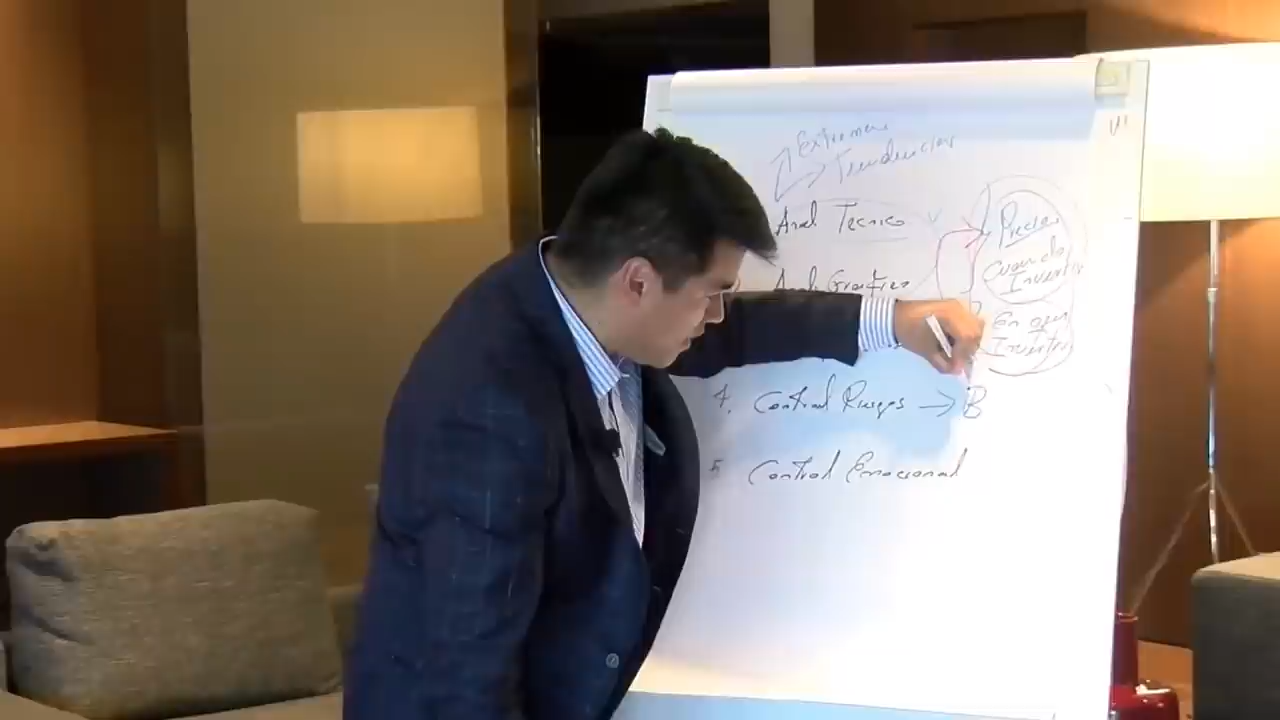 Extremos
Tendencias
Anal Tecnico
Anal Grafico
4. Control Riesgos → B
5 Control Emocional
Precio
Cuando
Invertir
En que
Invertir